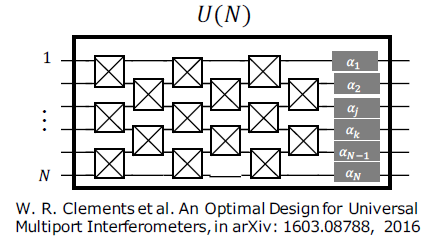 U(N)
1
α1
α2
⋮
αj
αk
αN−1
N
αN
W. R. Clements et al. An Optimal Design for Universal
Multiport Interferometers, in arXiv: 1603.08788, 2016